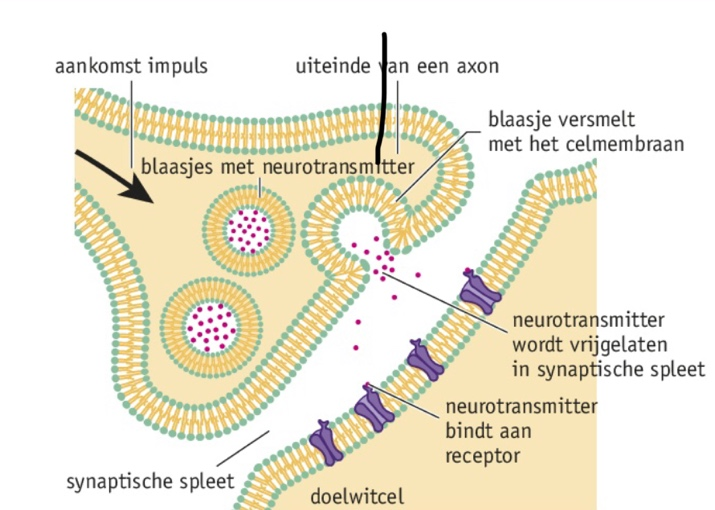 aankomst impuls
uiteinde van een axon
blaasje versmelt
met het celmembraan
blaasjes met neurotransmitter
neurotransmitter
wordt vrijgelaten
in synaptische spleet
neurotransmitter
bindt aan
receptor
synaptische spleet
doelwitcel